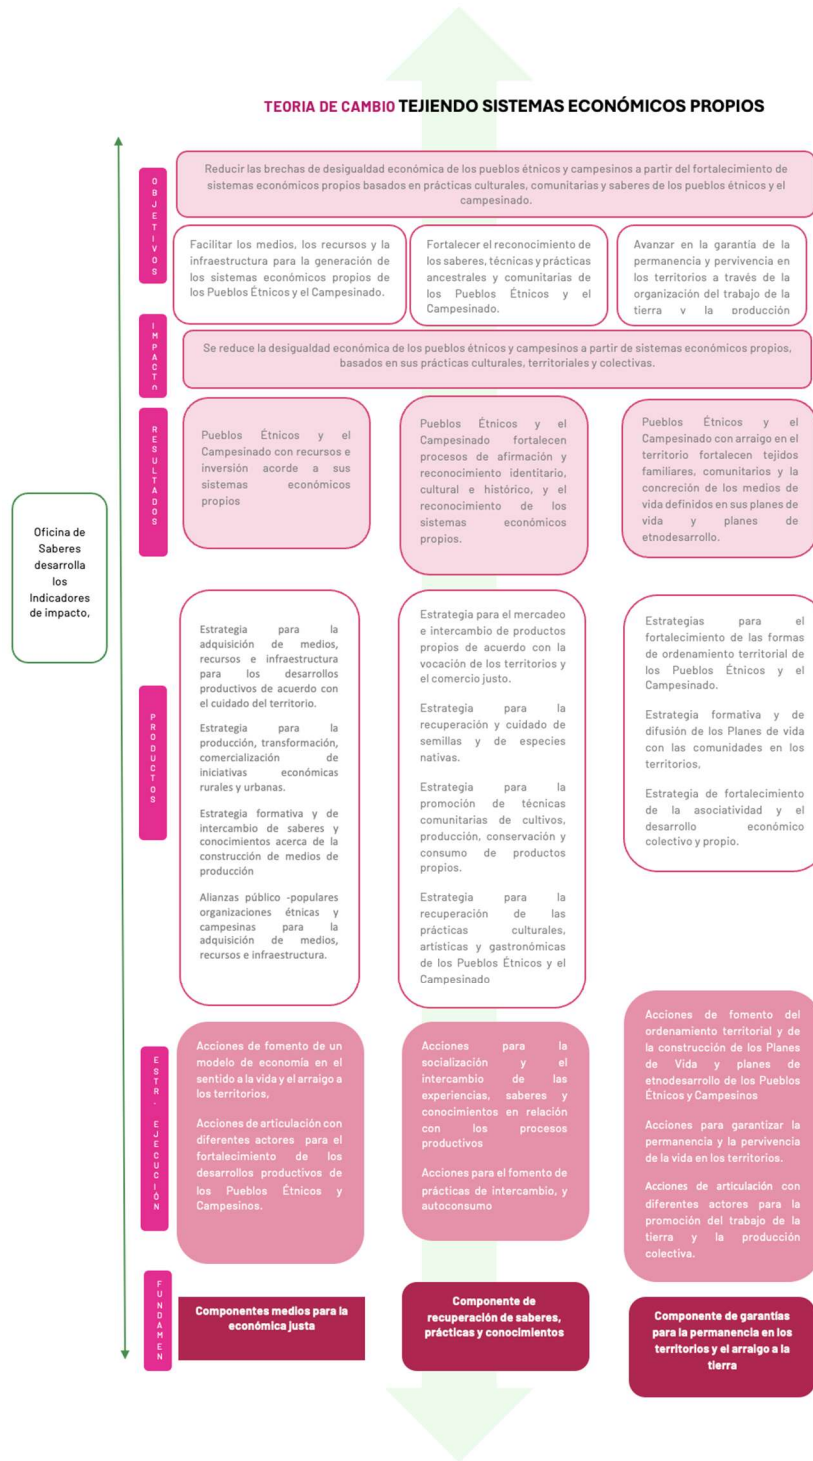 TEORIA DE CAMBIO TEJIENDO SISTEMAS ECONÓMICOS PROPIOS
OBJETIVOS
Reducir las brechas de desigualdad económica de los pueblos étnicos y campesinos a partir del fortalecimiento de
sistemas económicos propios basados en prácticas culturales, comunitarias y saberes de los pueblos étnicos y el
campesinado.
Facilitar los medios, los recursos y la
infraestructura para la generación de
los sistemas económicos propios de
los Pueblos Étnicos y el Campesinado.
Fortalecer el reconocimiento de
los saberes, técnicas y prácticas
ancestrales y comunitarias de
los Pueblos Étnicos y el
Campesinado.
Avanzar en la garantía de la
permanencia y pervivencia en
los territorios a través de la
organización del trabajo de la
tierra y la producción
IMPACTO
Se reduce la desigualdad económica de los pueblos étnicos y campesinos a partir de sistemas económicos propios,
basados en sus prácticas culturales, territoriales y colectivas.
RESULTADOS
Pueblos Étnicos y el
Campesinado con recursos e
inversión acorde a sus
sistemas económicos
propios
Pueblos Étnicos y el
Campesinado fortalecen
procesos de afirmación y
reconocimiento identitario,
cultural e histórico, y el
reconocimiento de los
sistemas económicos
propios.
Pueblos Étnicos y el
Campesinado con arraigo en el
territorio fortalecen tejidos
familiares, comunitarios y la
concreción de los medios de
vida definidos en sus planes de
vida y planes de
etnodesarrollo.
Oficina de
Saberes
desarrolla
los
Indicadores
de impacto,
PRODUCTOS
Estrategia para la
adquisición de medios,
recursos e infraestructura
para los desarrollos
productivos de acuerdo con
el cuidado del territorio.
Estrategia para la
producción, transformación,
comercialización de
iniciativas económicas
rurales y urbanas.
Estrategia formativa y de
intercambio de saberes y
conocimientos acerca de la
construcción de medios de
producción
Alianzas público -populares
organizaciones étnicas y
campesinas para la
adquisición de medios,
recursos e infraestructura.
Estrategia para el mercadeo
e intercambio de productos
propios de acuerdo con la
vocación de los territorios y
el comercio justo.
Estrategia para la
recuperación y cuidado de
semillas y de especies
nativas.
Estrategia para la
promoción de técnicas
comunitarias de cultivos,
producción, conservación y
consumo de productos
propios.
Estrategia para la
recuperación de las
prácticas culturales,
artísticas y gastronómicas
de los Pueblos Étnicos y el
Campesinado
Estrategias para el
fortalecimiento de las formas
de ordenamiento territorial de
los Pueblos Étnicos y el
Campesinado.
Estrategia formativa y de
difusión de los Planes de vida
con las comunidades en los
territorios,
Estrategia de fortalecimiento
de la asociatividad y el
desarrollo económico
colectivo y propio.
ESTR. EJECUCIÓN
Acciones de fomento de un
modelo de economía en el
sentido a la vida y el arraigo a
los territorios,
Acciones de articulación con
diferentes actores para el
fortalecimiento de los
desarrollos productivos de
los Pueblos Étnicos y
Campesinos.
Acciones para la
socialización y el
intercambio de las
experiencias, saberes y
conocimientos en relación
con los procesos
productivos
Acciones para el fomento de
prácticas de intercambio, y
autoconsumo
Acciones de fomento del
ordenamiento territorial y de
la construcción de los Planes
de Vida y planes de
etnodesarrollo de los Pueblos
Étnicos y Campesinos
Acciones para garantizar la
permanencia y la pervivencia
de la vida en los territorios.
Acciones de articulación con
diferentes actores para la
promoción del trabajo de la
tierra y la producción
colectiva.
FUNDAMEN
Componentes medios para la
económica justa
Componente de
recuperación de saberes,
prácticas y conocimientos
Componente de garantías
para la permanencia en los
territorios y el arraigo a la
tierra